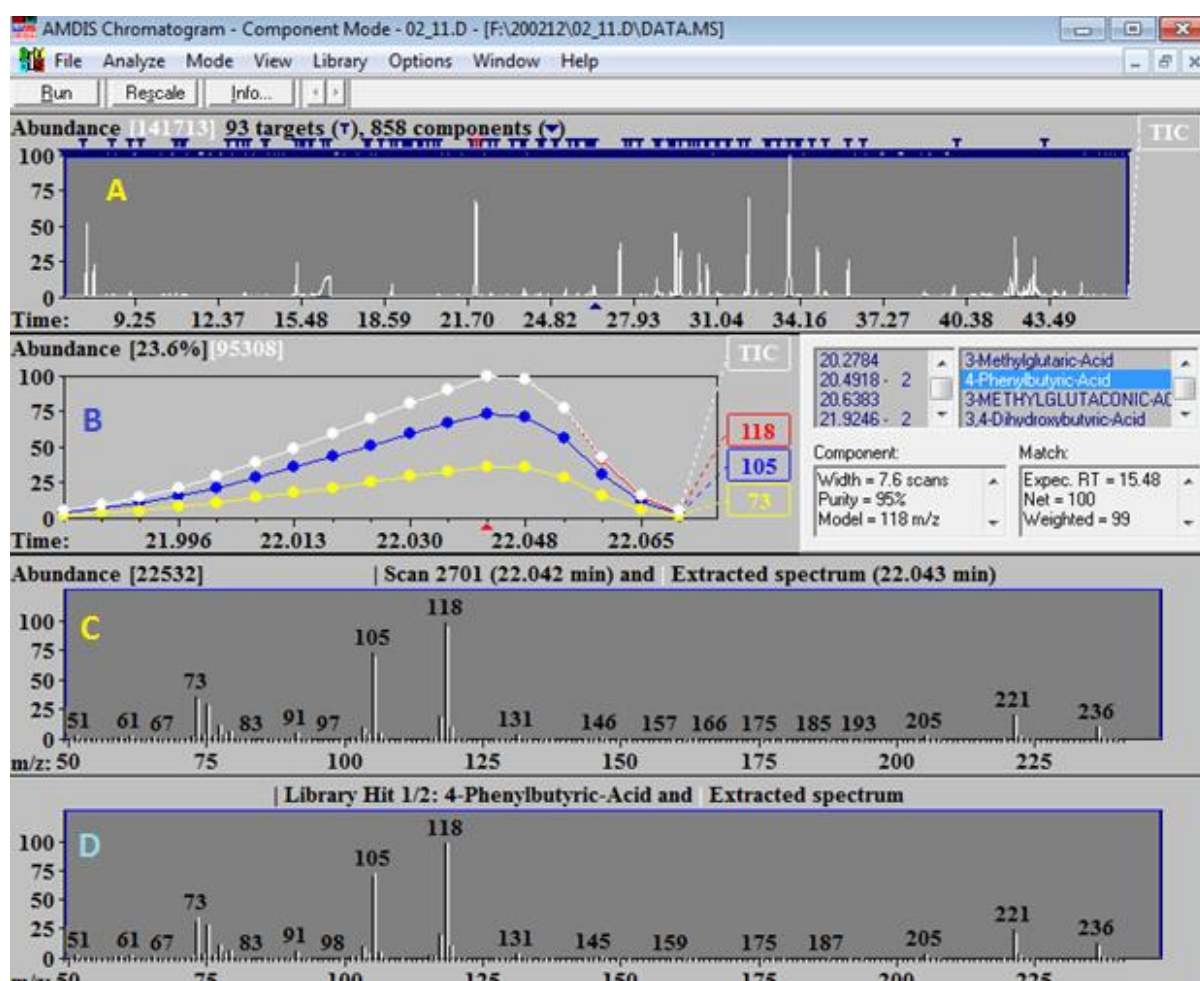 AMDIS Chromatogram - Component Mode - 02_11.D - [F:\200212\02_11.D\DATA.MS]
File Analyze Mode View Library Options Window Help
Run Rescale Info...
Abundance [141713] 93 targets (T), 858 components (▼)
TIC
100
75
50
25
0
A
Time: 9.25 12.37 15.48 18.59 21.70 24.82 27.93 31.04 34.16 37.27 40.38 43.49
Abundance [23.6%] [95308]
TIC
100
75
50
25
0
B
118
105
73
Time: 21.996 22.013 22.030 22.048 22.065
20.2784 3-Methylglutaric-Acid
20.4918 - 2 4-Phenylbutyric-Acid
20.6383 3-METHYLGLUTACONIC-AC
21.9246 - 2 3,4-Dihydroxybutyric-Acid
Component:
Width = 7.6 scans
Purity = 95%
Model = 118 m/z
Match:
Expec. RT = 15.48
Net = 100
Weighted = 99
Abundance [22532] | Scan 2701 (22.042 min) and | Extracted spectrum (22.043 min)
100
75
50
25
0
C
51 61 67 73 83 91 97 105 118 131 146 157 166 175 185 193 205 221 236
m/z: 50 75 100 125 150 175 200 225
| Library Hit 1/2: 4-Phenylbutyric-Acid and | Extracted spectrum
100
75
50
25
0
D
51 61 67 73 83 91 98 105 118 131 145 159 175 187 205 221 236
m/z: 50 75 100 125 150 175 200 225